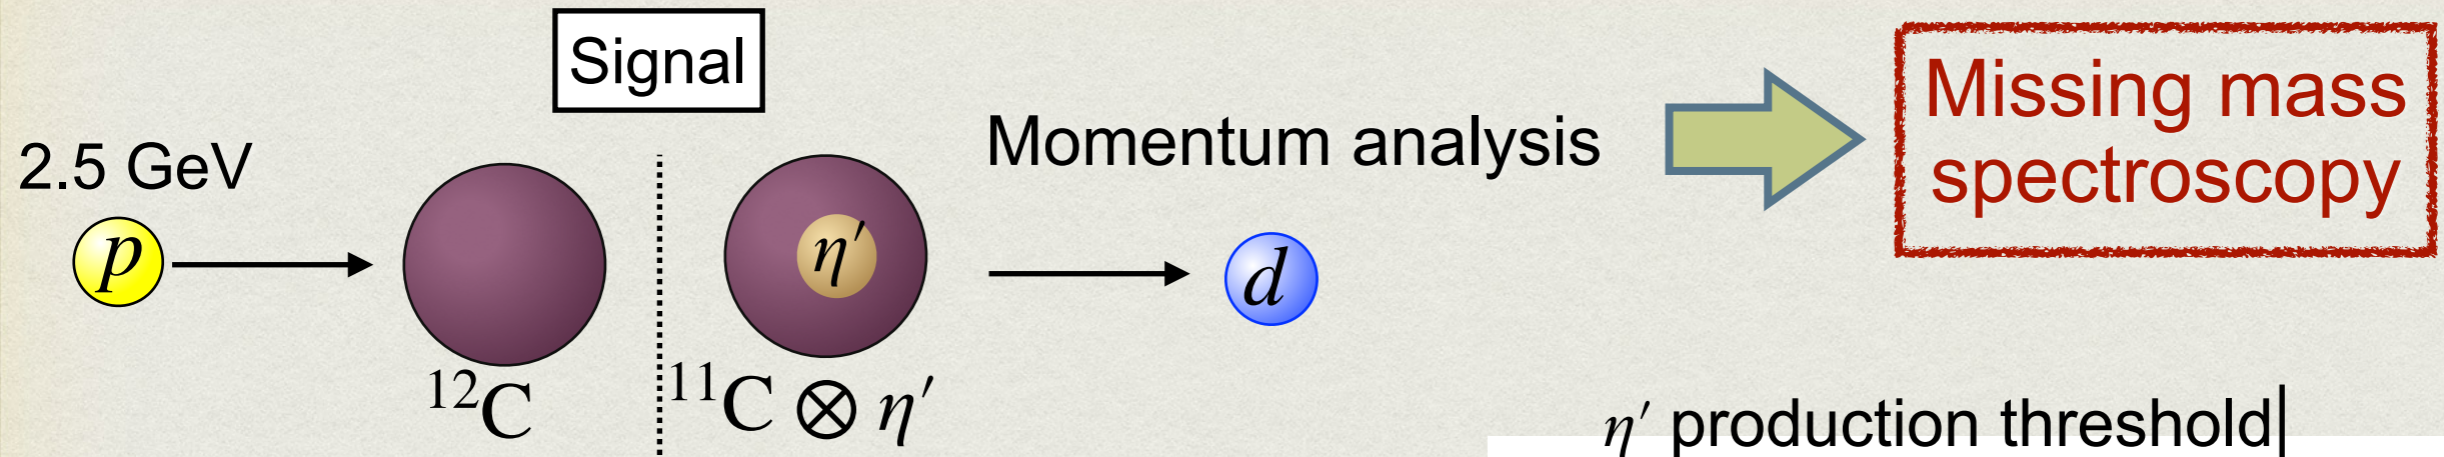 Signal
2.5 GeV
p
¹²C
η′
¹¹C ⊗ η′
Momentum analysis
d
Missing mass
spectroscopy
η′ production threshold